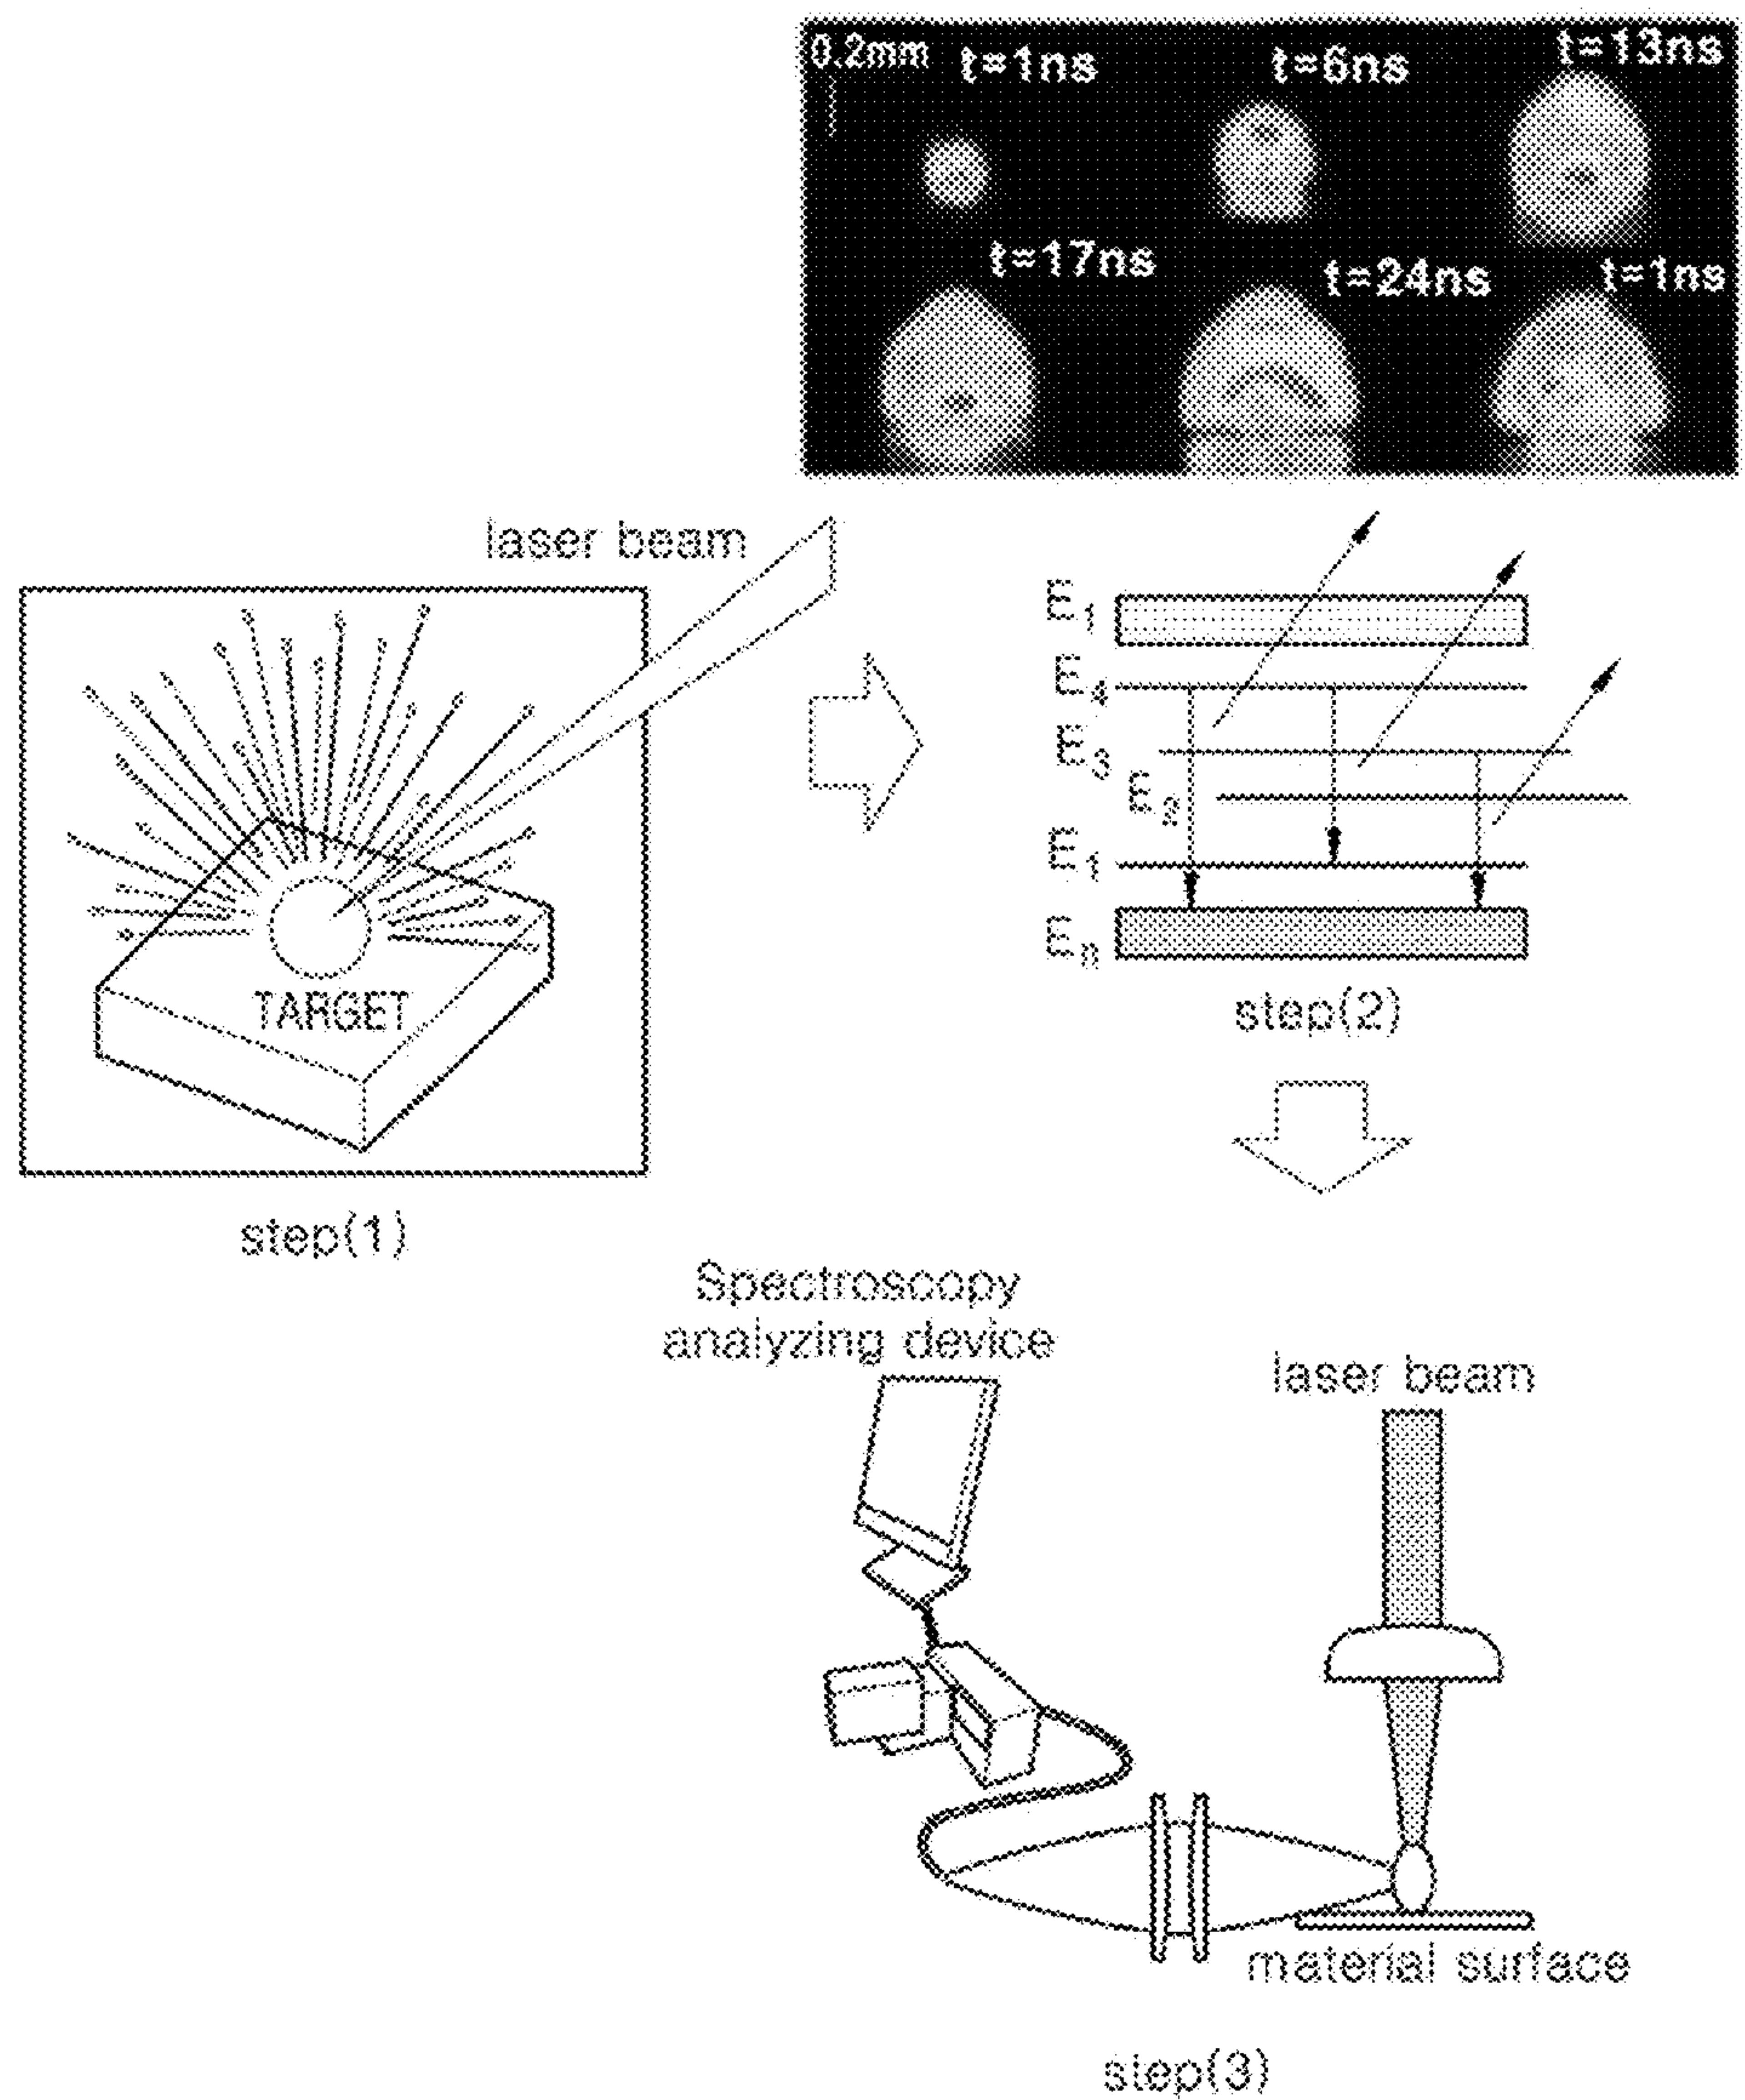 0.2mm t=1ns t=6ns t=13ns
t=17ns t=24ns t=1ns
laser beam
TARGET
step(1)
E1
E4
E3
E2
E1
En
step(2)
Spectroscopy
analyzing device
laser beam
material surface
step(3)